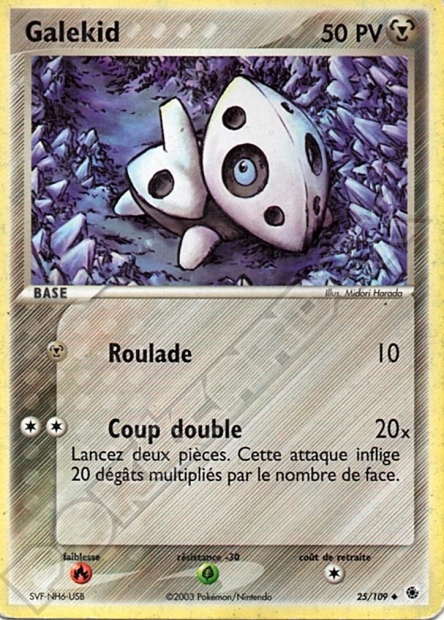 Galekid 50 PV
BASE
Illus. Midori Harada
Roulade 10
Coup double 20x
Lancez deux pièces. Cette attaque inflige
20 dégâts multipliés par le nombre de face.
faiblesse résistance -30 coût de retraite
SVF-NH6-USB ©2003 Pokémon/Nintendo 25/109